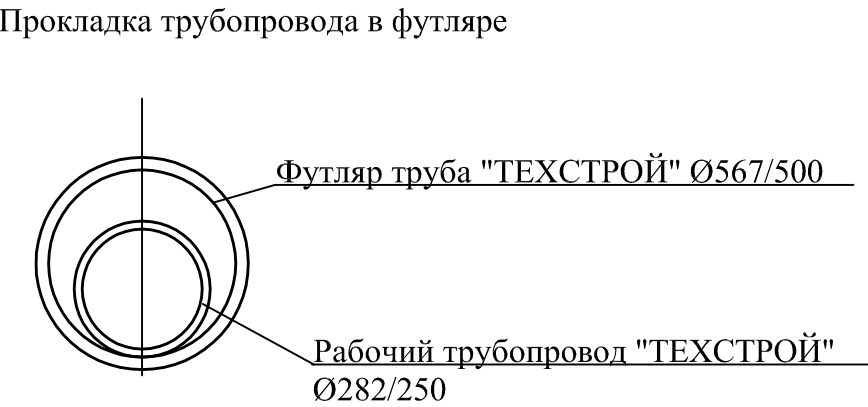 Прокладка трубопровода в футляре
Футляр труба "ТЕХСТРОЙ" Ø567/500
Рабочий трубопровод "ТЕХСТРОЙ"
Ø282/250